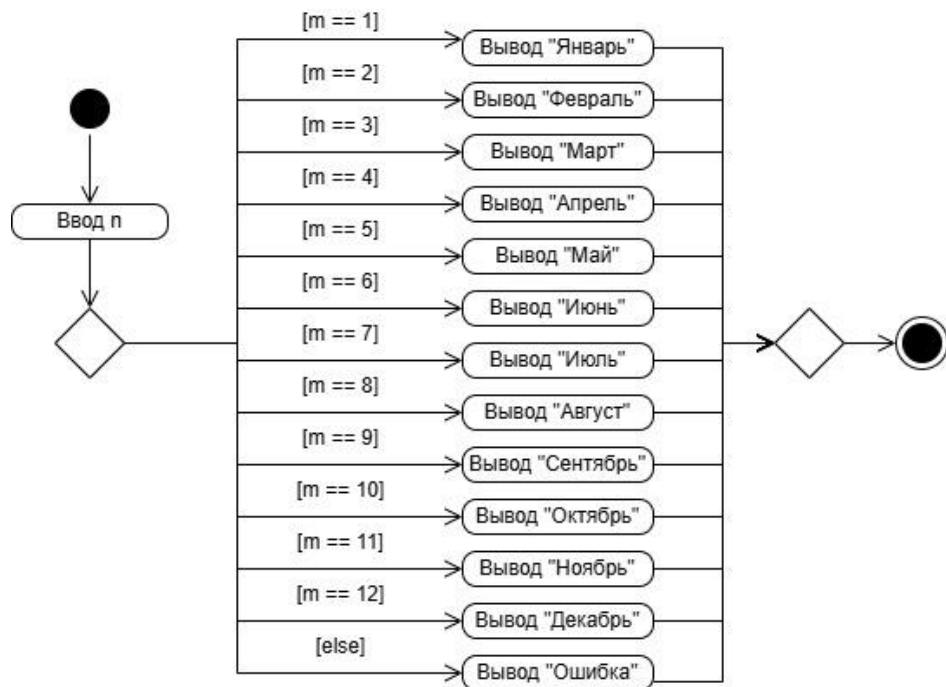 [m == 1]
Вывод "Январь"
[m == 2]
Вывод "Февраль"
[m == 3]
Вывод "Март"
[m == 4]
Вывод "Апрель"
Ввод n
[m == 5]
Вывод "Май"
[m == 6]
Вывод "Июнь"
[m == 7]
Вывод "Июль"
[m == 8]
Вывод "Август"
[m == 9]
Вывод "Сентябрь"
[m == 10]
Вывод "Октябрь"
[m == 11]
Вывод "Ноябрь"
[m == 12]
Вывод "Декабрь"
[else]
Вывод "Ошибка"